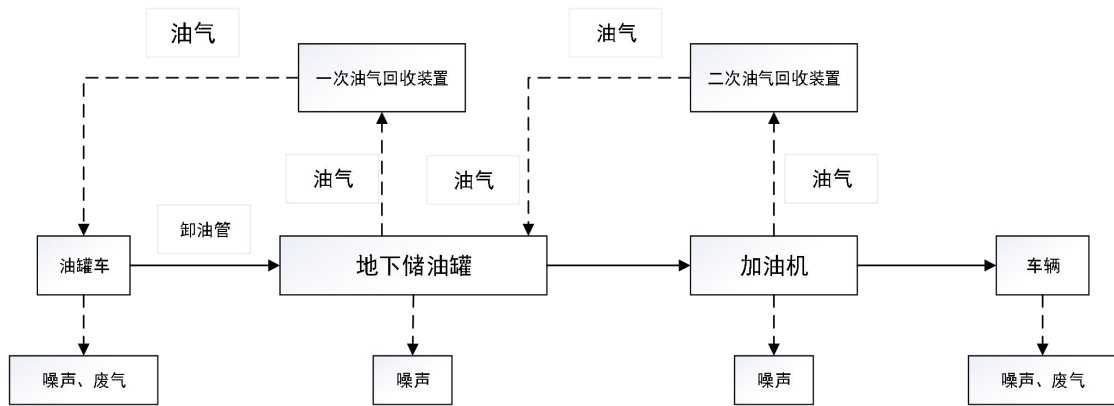 油气
油气
一次油气回收装置
二次油气回收装置
油气
油气
油气
卸油管
油罐车
地下储油罐
加油机
车辆
噪声、废气
噪声
噪声
噪声、废气